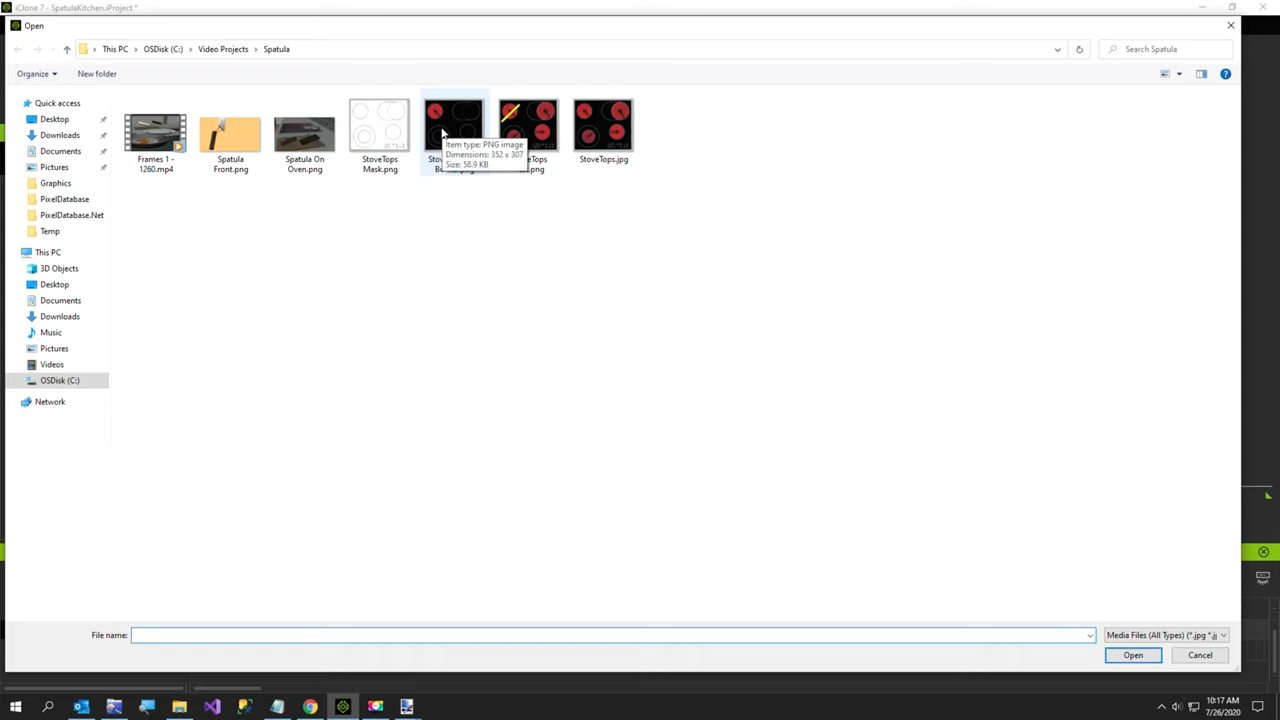 iClone 7 - SpatulaKitchen.iProject *
Open
This PC > OSDisk (C:) > Video Projects > Spatula
Search Spatula
Organize
New folder
Quick access
Desktop
Downloads
Documents
Pictures
Graphics
PixelDatabase
PixelDatabase.Net
Temp
This PC
3D Objects
Desktop
Documents
Downloads
Music
Pictures
Videos
OSDisk (C:)
Network
Frames 1 -
1260.mp4
Spatula
Front.png
Spatula On
Oven.png
StoveTops
Mask.png
Item type: PNG image
Dimensions: 352 x 307
Size: 58.9 KB
StoveTops.jpg
File name:
Media Files (All Types) (*.jpg *.j
Open
Cancel
10:17 AM
7/26/2020